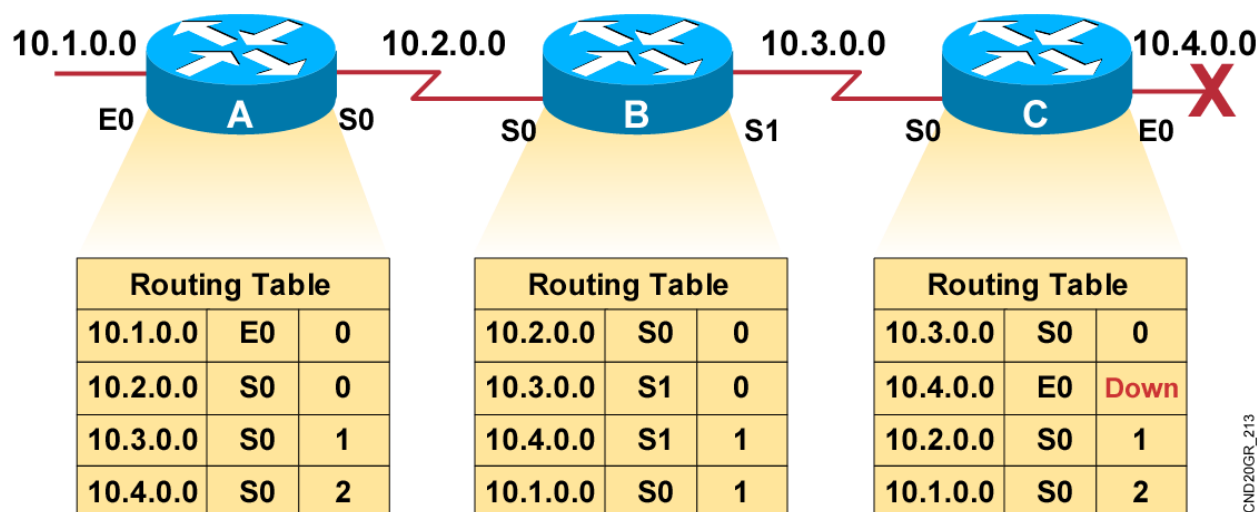 10.1.0.0 10.2.0.0 10.3.0.0 10.4.0.0
E0 A S0 S0 B S1 S0 C E0
X
Routing Table
10.1.0.0 E0 0
10.2.0.0 S0 0
10.3.0.0 S0 1
10.4.0.0 S0 2
Routing Table
10.2.0.0 S0 0
10.3.0.0 S1 0
10.4.0.0 S1 1
10.1.0.0 S0 1
Routing Table
10.3.0.0 S0 0
10.4.0.0 E0 Down
10.2.0.0 S0 1
10.1.0.0 S0 2
CND20GR_213